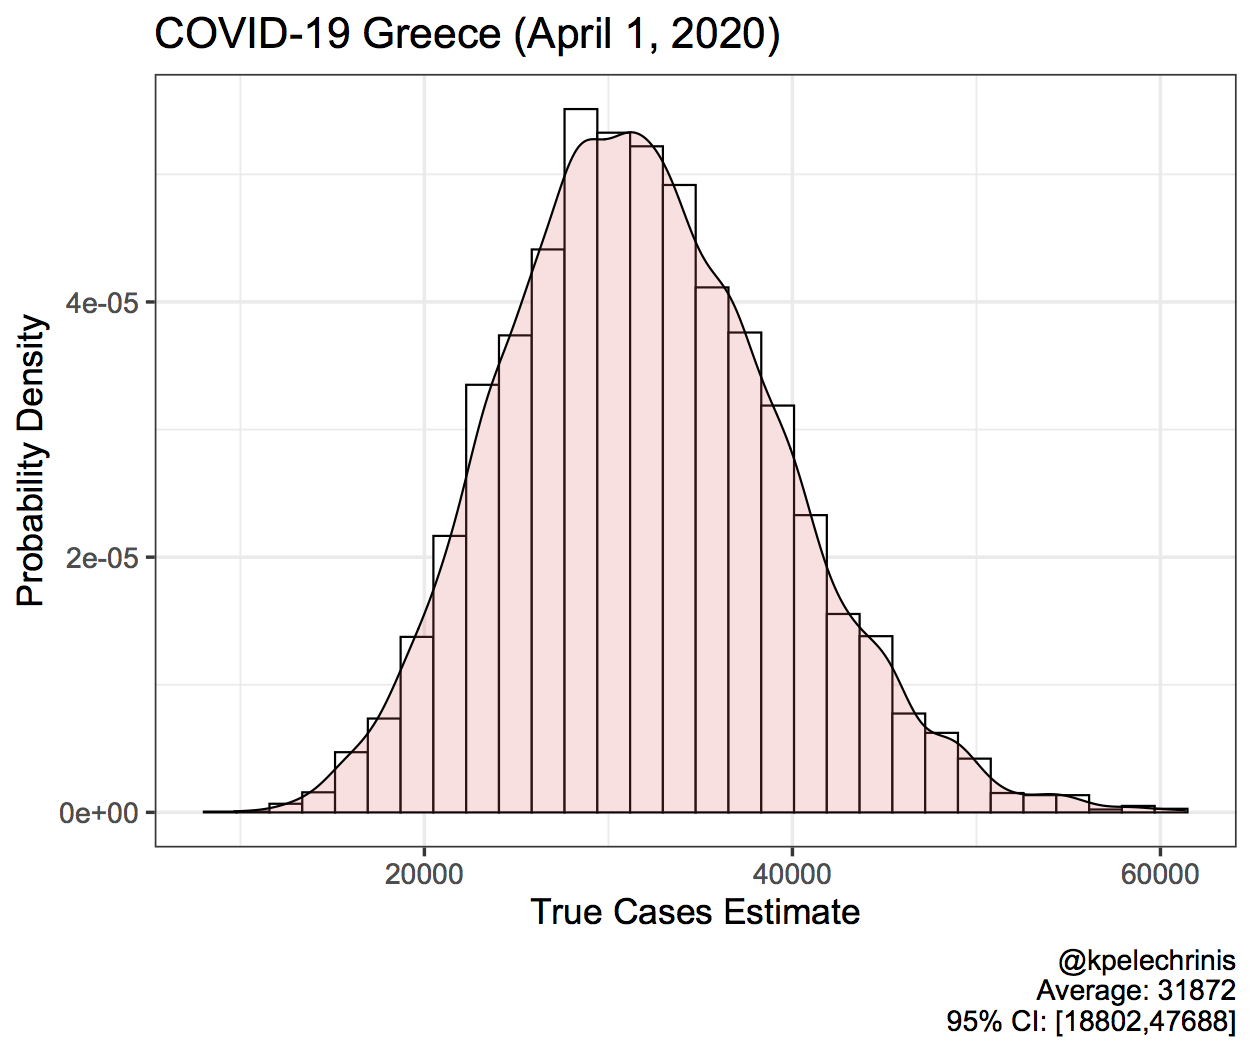 COVID-19 Greece (April 1, 2020)
Probability Density
4e-05
2e-05
0e+00
20000 40000 60000
True Cases Estimate
@kpelechrinis
Average: 31872
95% CI: [18802,47688]